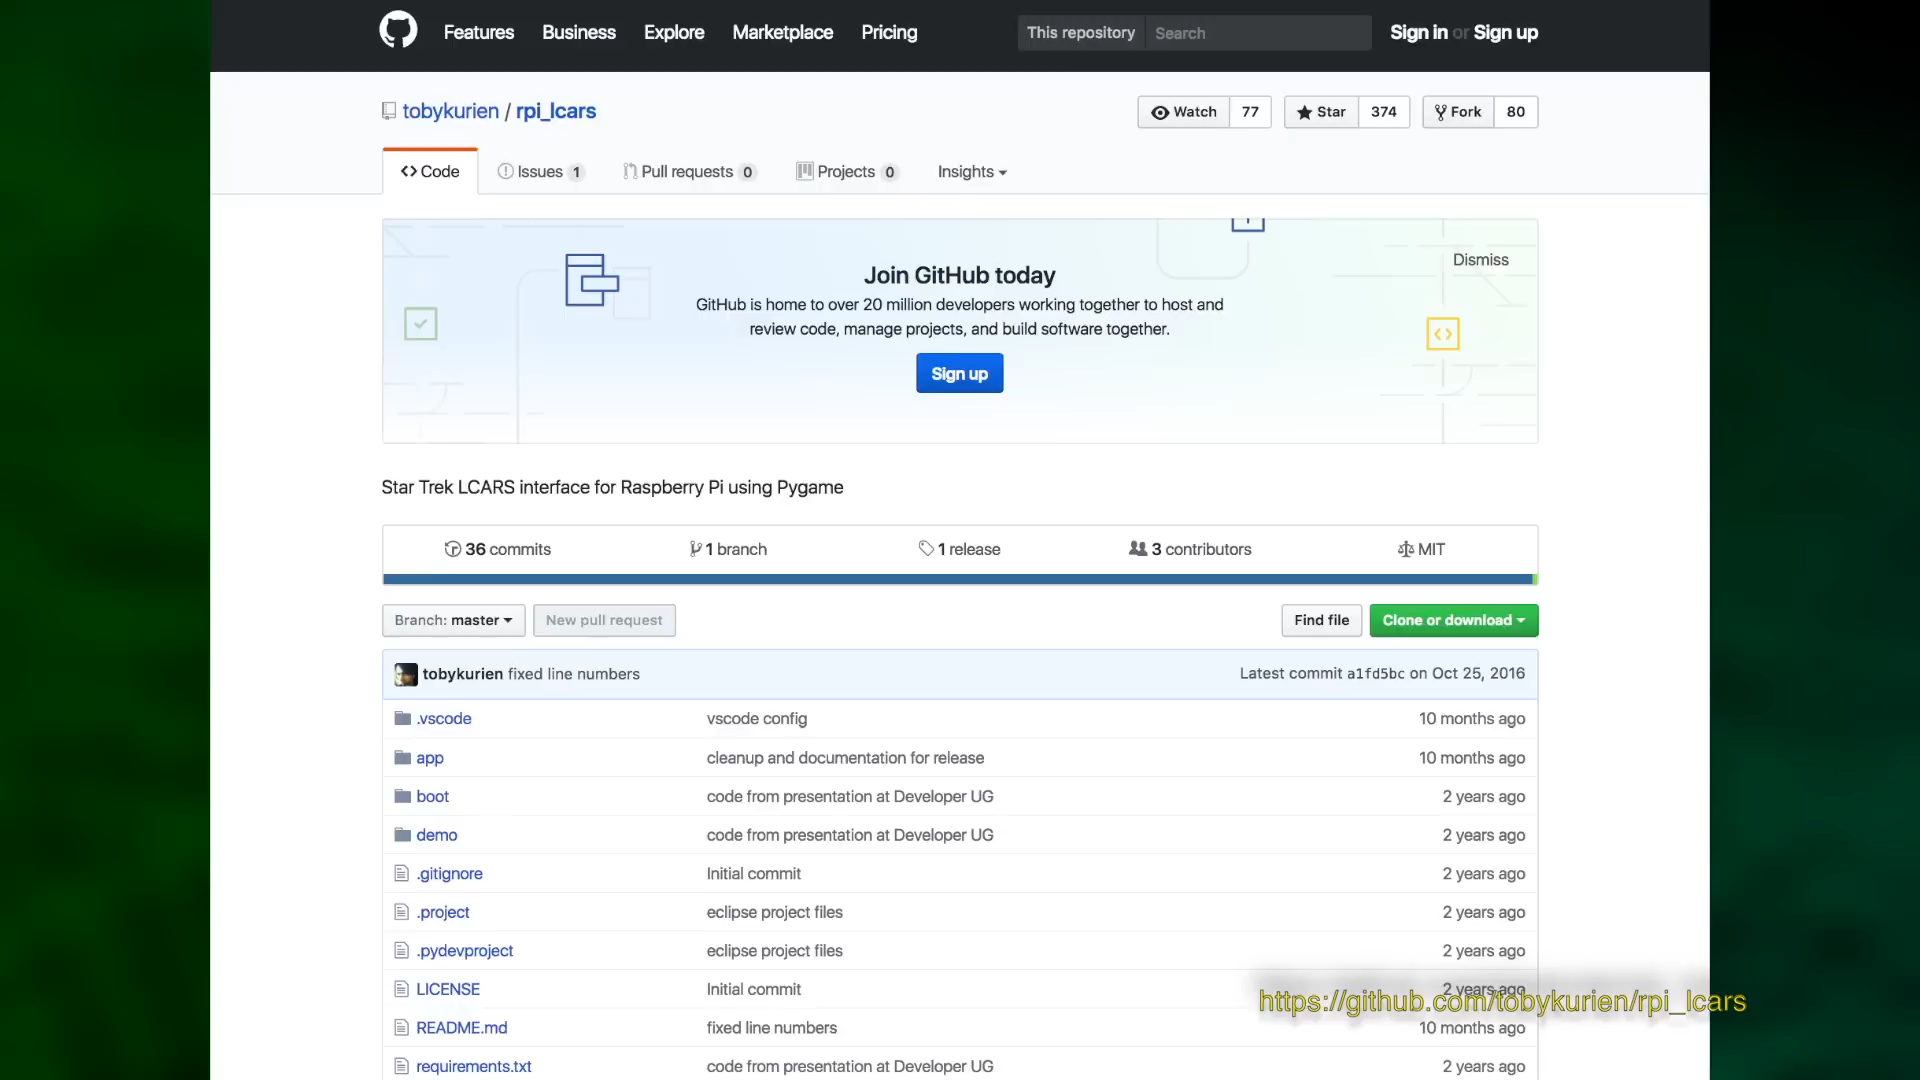 Features Business Explore Marketplace Pricing This repository Search Sign in or Sign up
tobykurien / rpi_lcars Watch 77 Star 374 Fork 80
Code Issues 1 Pull requests 0 Projects 0 Insights
Dismiss
Join GitHub today
GitHub is home to over 20 million developers working together to host and
review code, manage projects, and build software together.
Sign up
Star Trek LCARS interface for Raspberry Pi using Pygame
36 commits 1 branch 1 release 3 contributors MIT
Branch: master New pull request Find file Clone or download
tobykurien fixed line numbers Latest commit a1fd5bc on Oct 25, 2016
.vscode vscode config 10 months ago
app cleanup and documentation for release 10 months ago
boot code from presentation at Developer UG 2 years ago
demo code from presentation at Developer UG 2 years ago
.gitignore Initial commit 2 years ago
.project eclipse project files 2 years ago
.pydevproject eclipse project files 2 years ago
LICENSE Initial commit 2 years ago
https://github.com/tobykurien/rpi_lcars
README.md fixed line numbers 10 months ago
requirements.txt code from presentation at Developer UG 2 years ago